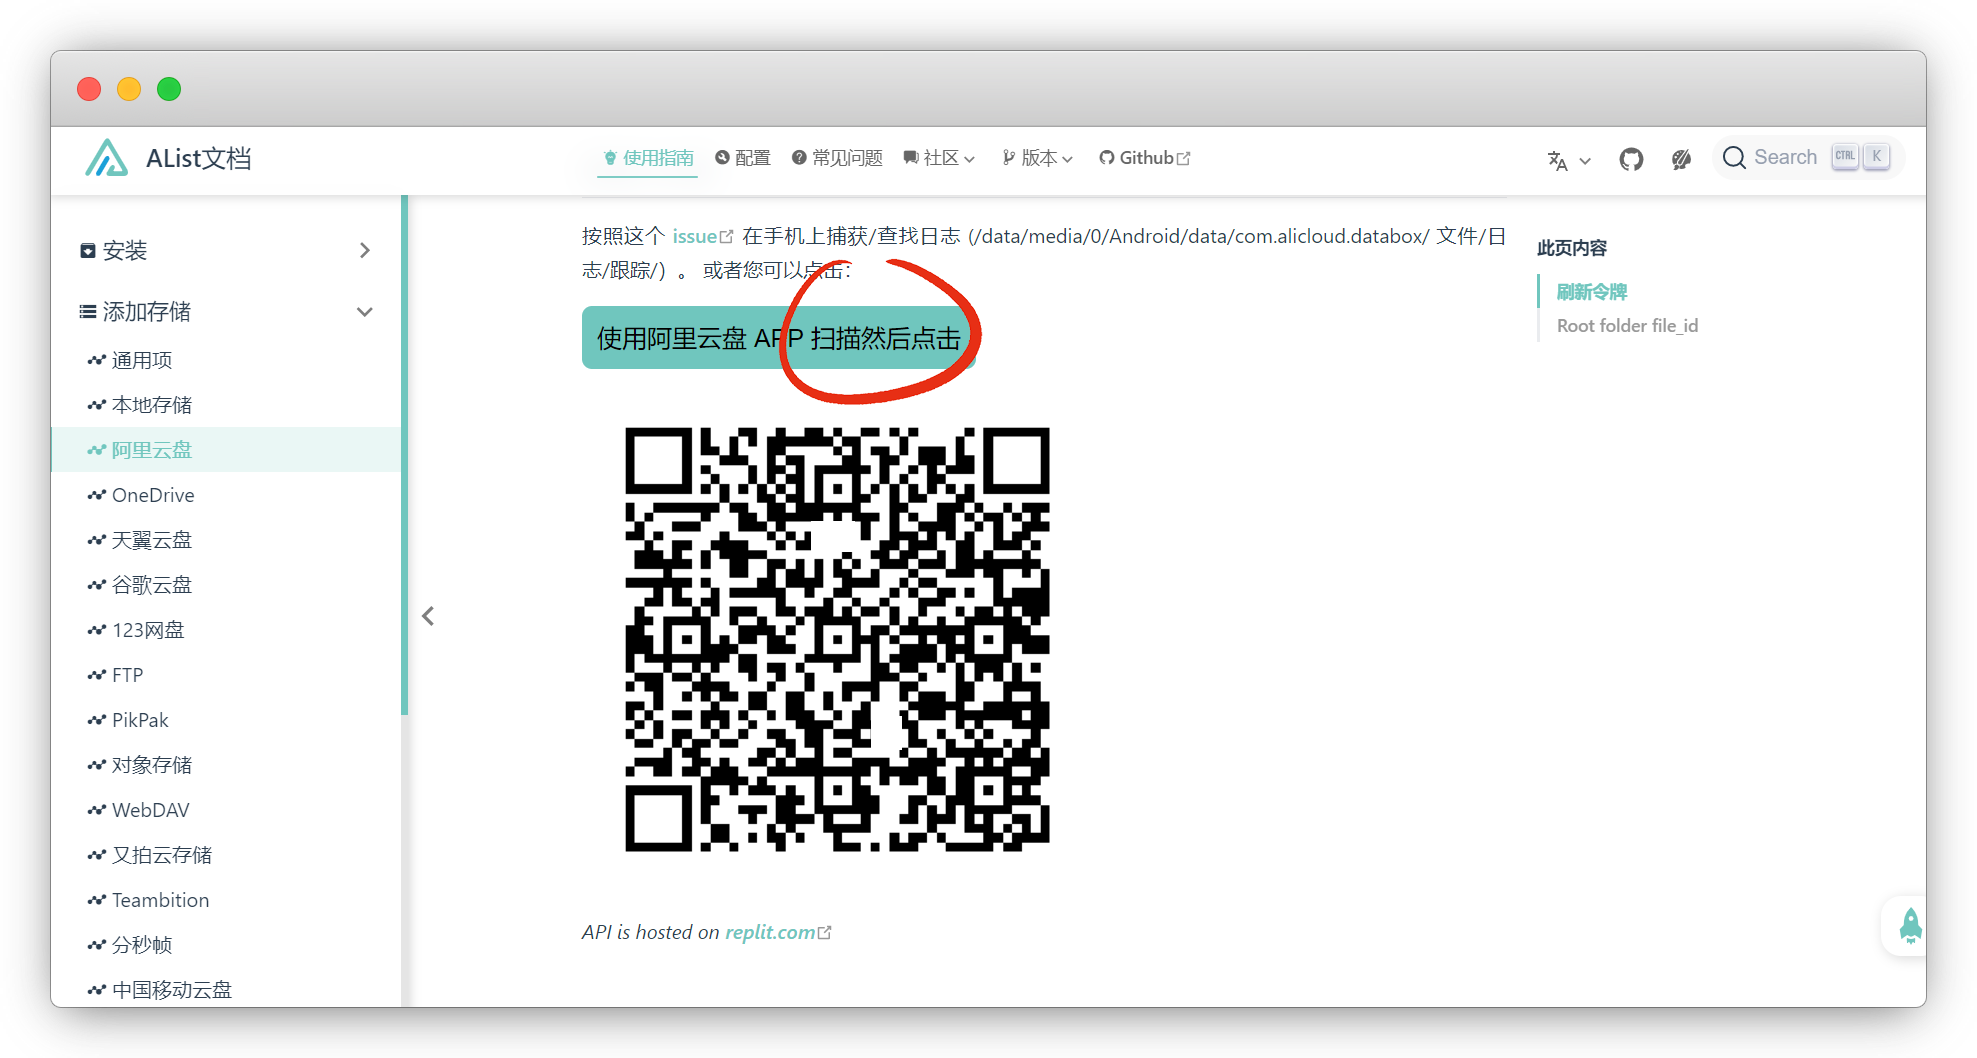 AList文档
使用指南
配置
常见问题
社区
版本
Github
Search
CTRL
K
安装
添加存储
通用项
本地存储
阿里云盘
OneDrive
天翼云盘
谷歌云盘
123网盘
FTP
PikPak
对象存储
WebDAV
又拍云存储
Teambition
分秒帧
中国移动云盘
按照这个 issue 在手机上捕获/查找日志 (/data/media/0/Android/data/com.alicloud.databox/ 文件/日
志/跟踪/) 。 或者您可以点击:
使用阿里云盘 APP 扫描然后点击
API is hosted on replit.com
此页内容
刷新令牌
Root folder file_id